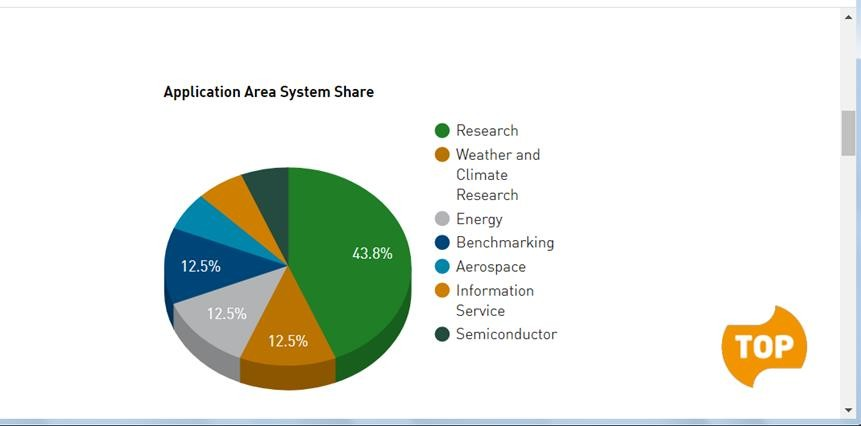 Application Area System Share
Research
Weather and
Climate
Research
Energy
Benchmarking
Aerospace
Information
Service
Semiconductor
43.8%
12.5%
12.5%
12.5%
TOP